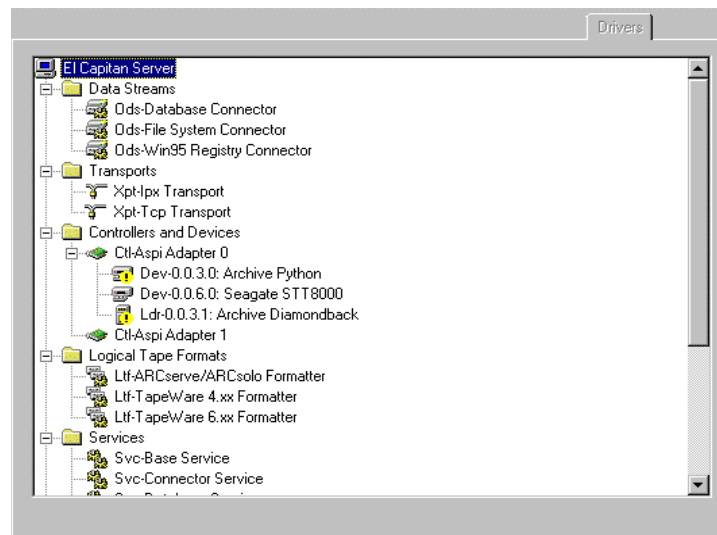 Drivers
El Capitan Server
Data Streams
Ods-Database Connector
Ods-File System Connector
Ods-Win95 Registry Connector
Transports
Xpt-Ipx Transport
Xpt-Tcp Transport
Controllers and Devices
Ctl-Aspi Adapter 0
Dev-0.0.3.0: Archive Python
Dev-0.0.6.0: Seagate STT8000
Ldr-0.0.3.1: Archive Diamondback
Ctl-Aspi Adapter 1
Logical Tape Formats
Ltf-ARCserve/ARCsolo Formatter
Ltf-TapeWare 4.xx Formatter
Ltf-TapeWare 6.xx Formatter
Services
Svc-Base Service
Svc-Connector Service